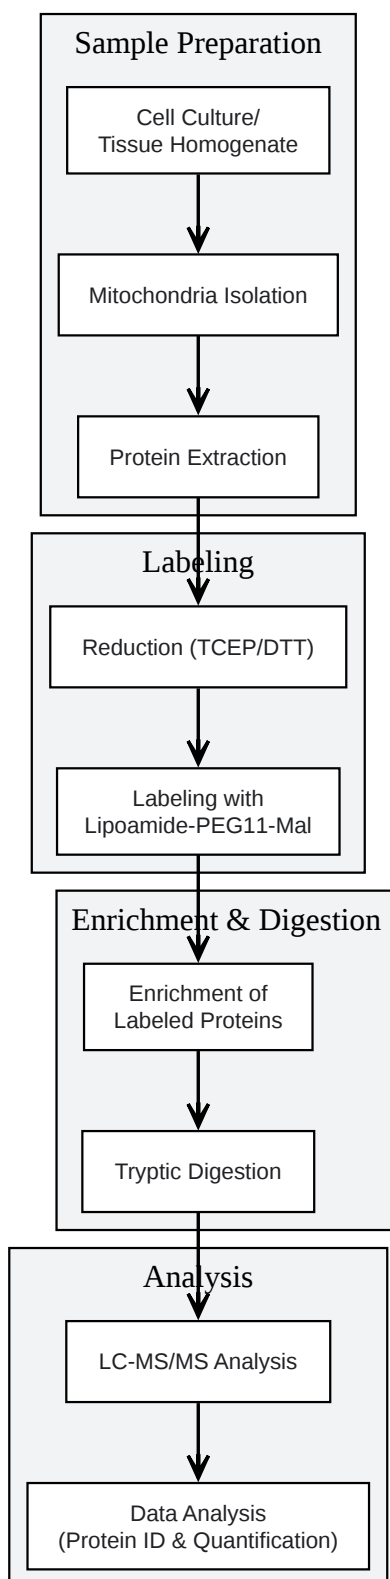 Sample Preparation
Cell Culture/
Tissue Homogenate
Mitochondria Isolation
Protein Extraction
Labeling
Reduction (TCEP/DTT)
Labeling with
Lipoamide-PEG11-Mal
Enrichment & Digestion
Enrichment of
Labeled Proteins
Tryptic Digestion
Analysis
LC-MS/MS Analysis
Data Analysis
(Protein ID & Quantification)